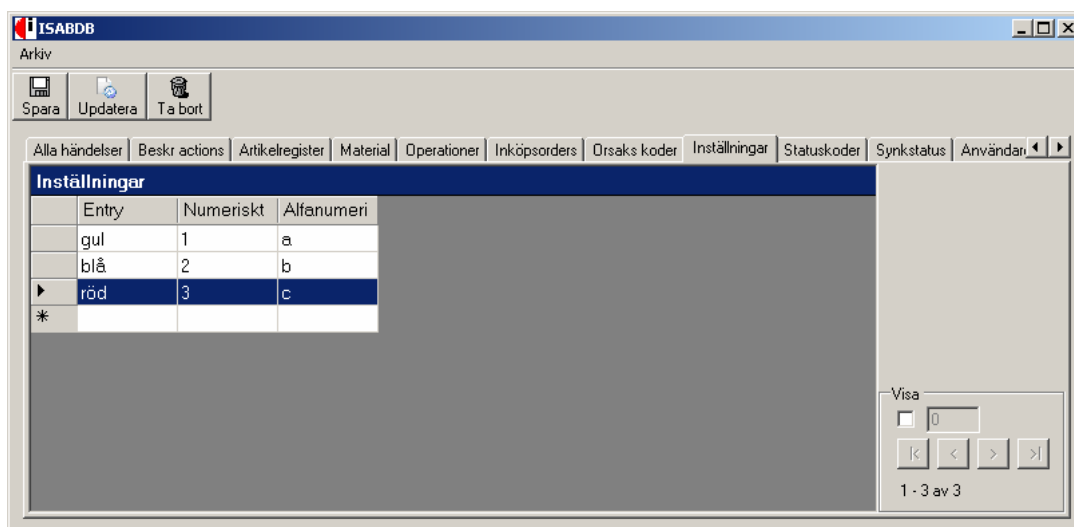 ISABDB
Arkiv
Spara Updatera Ta bort
Alla händelser Beskr actions Artikelregister Material Operationer Inköpsorders Orsaks koder Inställningar Statuskoder Synkstatus Användar
Inställningar
Entry Numeriskt Alfanumeri
gul 1 a
blå 2 b
röd 3 c
*
Visa
0
|< < > >|
1 - 3 av 3